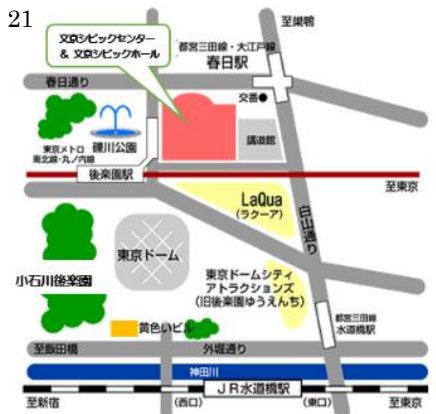 21
文京シビックセンター
& 文京シビックホール
至巣鴨
都営三田線・大江戸線
春日駅
春日通り
交番
講道館
礫川公園
東京メトロ
南北線・丸ノ内線
後楽園駅
至東京
LaQua
(ラクーア)
白山通り
東京ドーム
小石川後楽園
東京ドームシティ
アトラクションズ
(旧後楽園ゆうえんち)
都営三田線
水道橋駅
黄色いビル
至飯田橋
外堀通り
神田川
JR水道橋駅
至新宿
(西口)
(東口)
至東京